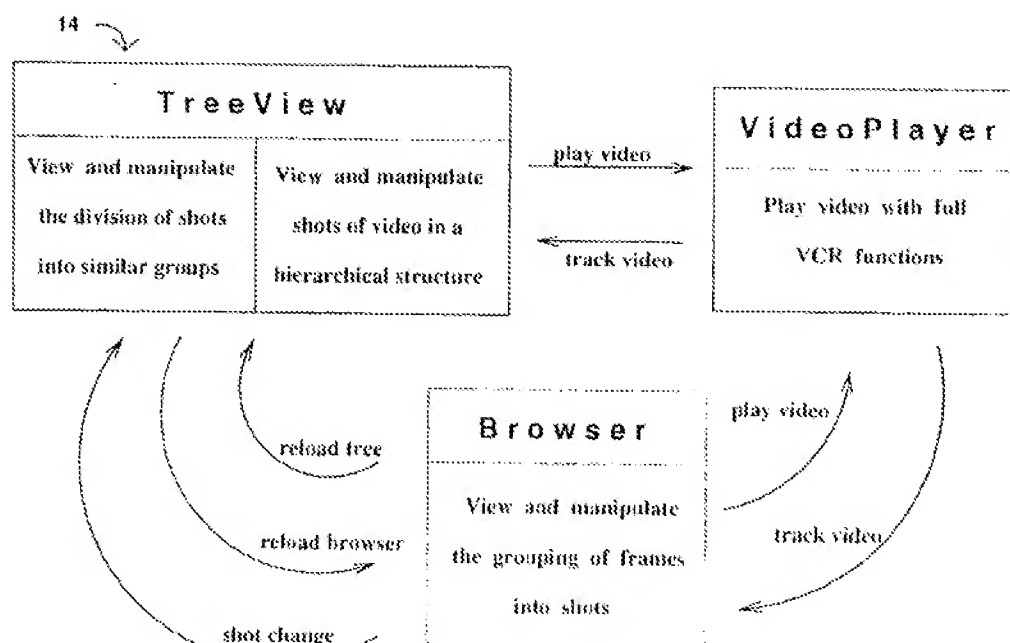 14
TreeView
View and manipulate
the division of shots
into similar groups
View and manipulate
shots of video in a
hierarchical structure
play video
track video
VideoPlayer
Play video with full
VCR functions
reload tree
reload browser
shot change
Browser
View and manipulate
the grouping of frames
into shots
play video
track video